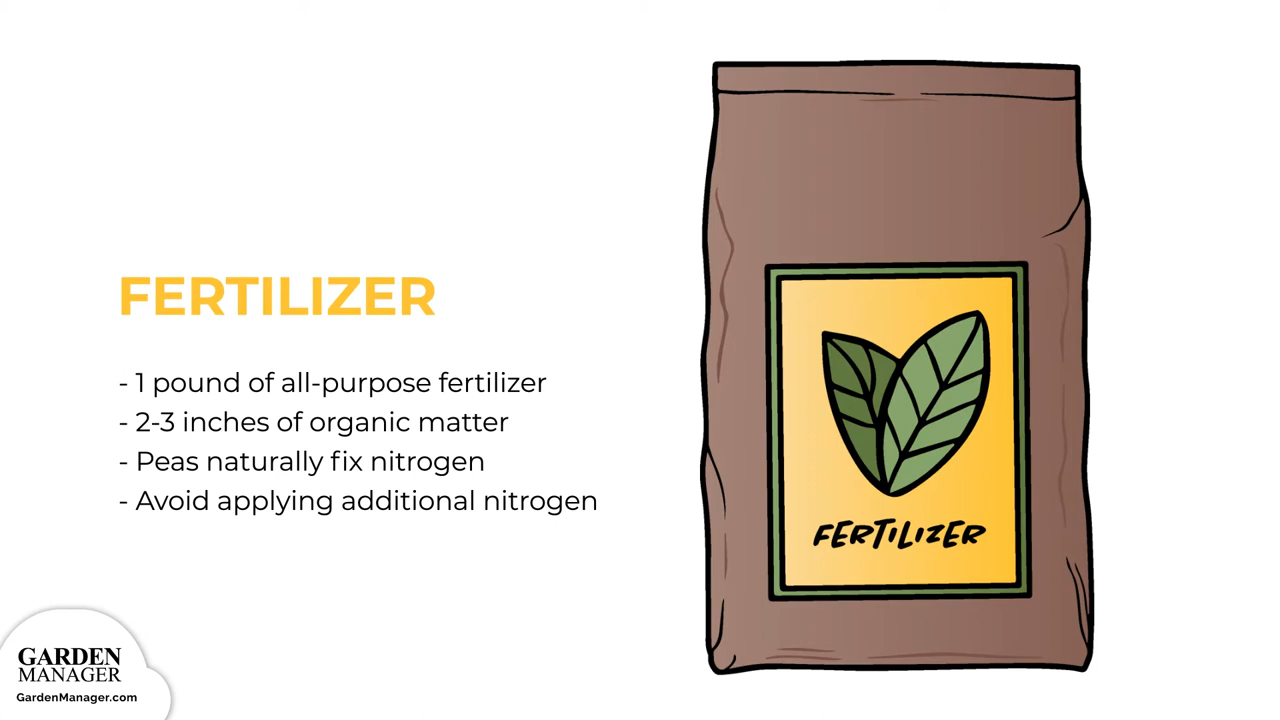 FERTILIZER
- 1 pound of all-purpose fertilizer
- 2-3 inches of organic matter
- Peas naturally fix nitrogen
- Avoid applying additional nitrogen
FERTILIZER
GARDEN
MANAGER
GardenManager.com